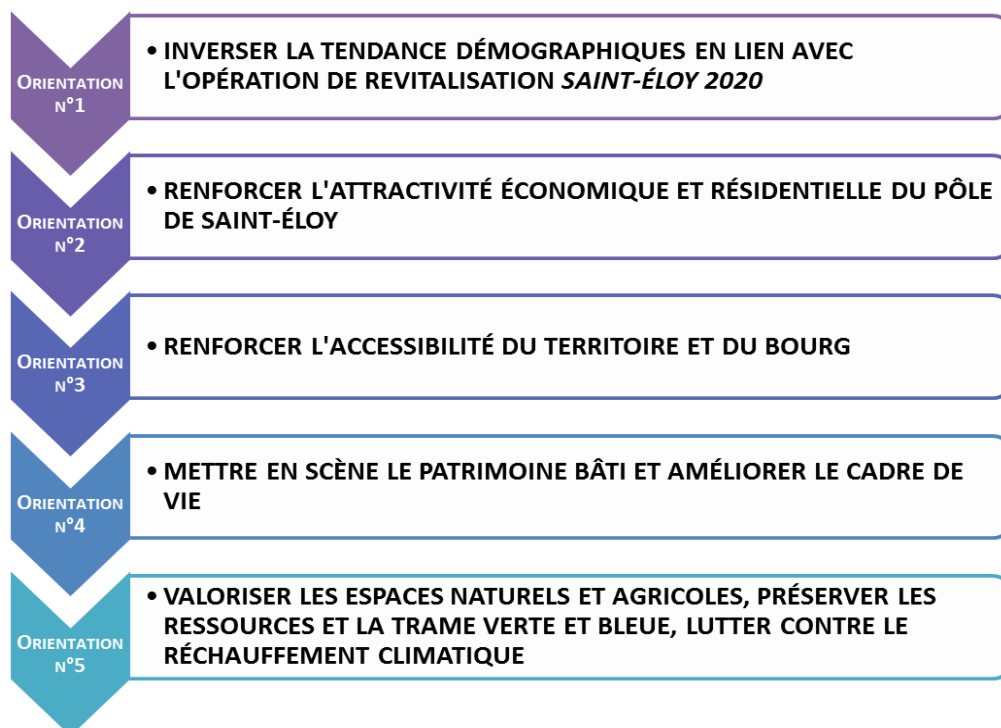 ORIENTATION
N°1
• INVERSER LA TENDANCE DÉMOGRAPHIQUES EN LIEN AVEC
L'OPÉRATION DE REVITALISATION SAINT-ÉLOY 2020
ORIENTATION
N°2
• RENFORCER L'ATTRACTIVITÉ ÉCONOMIQUE ET RÉSIDENTIELLE DU PÔLE
DE SAINT-ÉLOY
ORIENTATION
N°3
• RENFORCER L'ACCESSIBILITÉ DU TERRITOIRE ET DU BOURG
ORIENTATION
N°4
• METTRE EN SCÈNE LE PATRIMOINE BÂTI ET AMÉLIORER LE CADRE DE
VIE
ORIENTATION
N°5
• VALORISER LES ESPACES NATURELS ET AGRICOLES, PRÉSERVER LES
RESSOURCES ET LA TRAME VERTE ET BLEUE, LUTTER CONTRE LE
RÉCHAUFFEMENT CLIMATIQUE